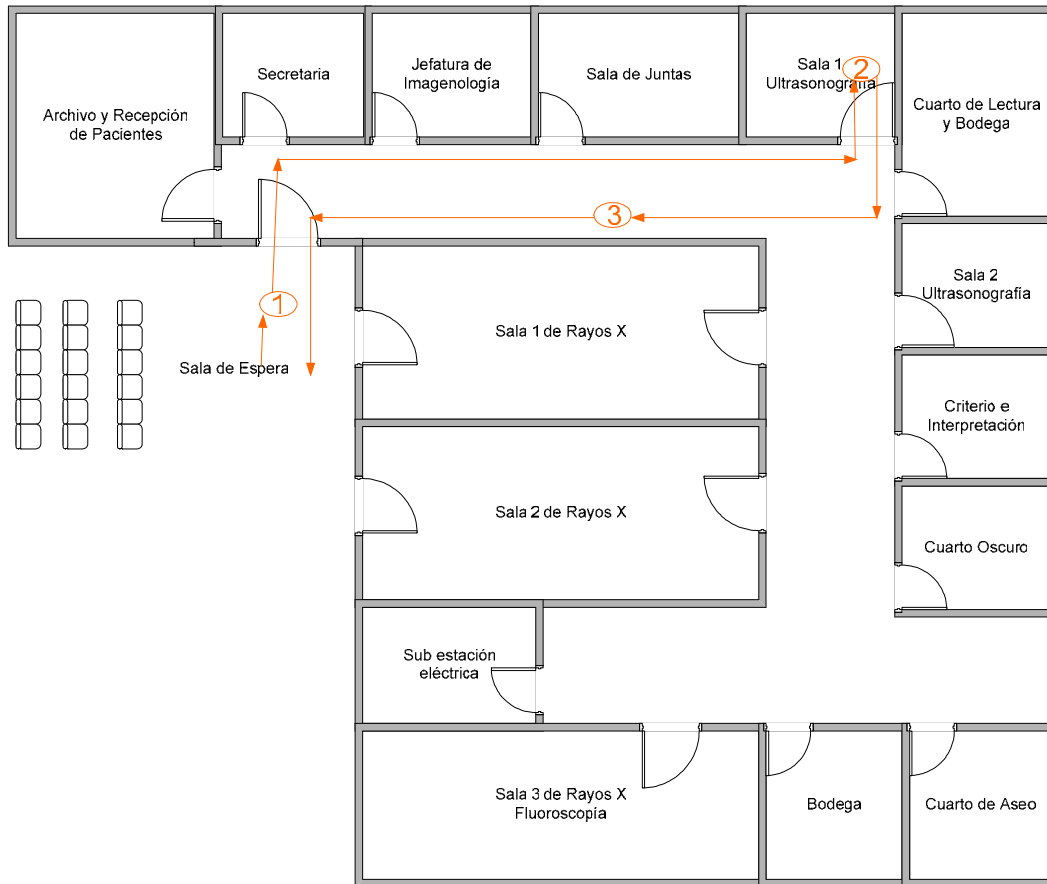 Secretaria
Jefatura de
Imagenología
Sala de Juntas
Sala 1
Ultrasonografía
2
Archivo y Recepción
de Pacientes
Cuarto de Lectura
y Bodega
3
1
Sala 2
Ultrasonografía
Sala 1 de Rayos X
Sala de Espera
Criterio e
Interpretación
Sala 2 de Rayos X
Cuarto Oscuro
Sub estación
eléctrica
Sala 3 de Rayos X
Fluoroscopía
Bodega
Cuarto de Aseo